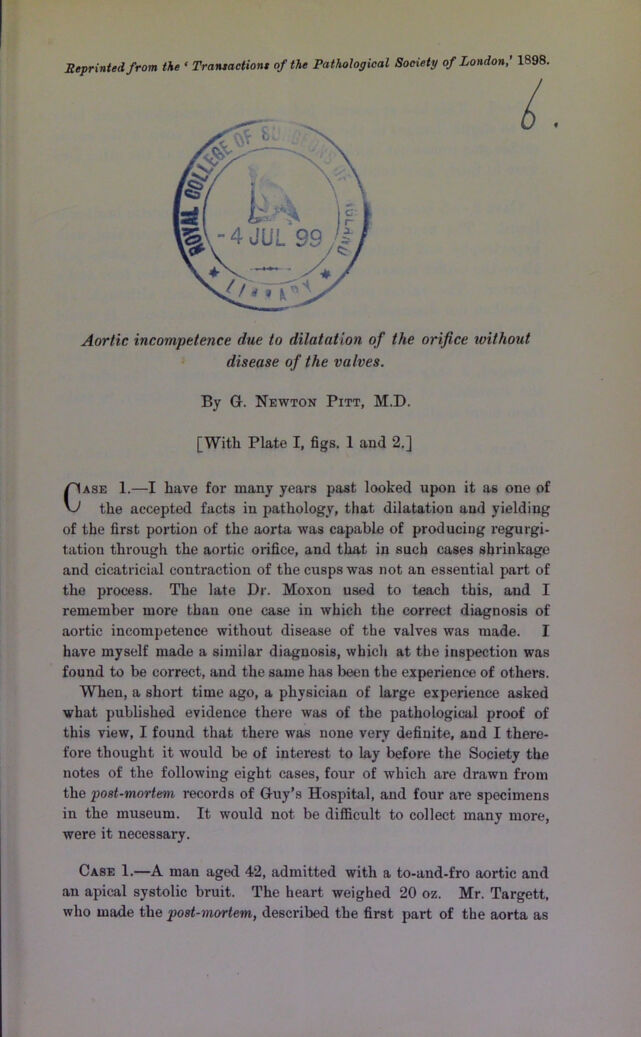 Reprinted from the ‘Transactions of the Pathological Society of London,’ 1898.
6.
ROYAL COLLEGE OF SURGEONS OF ENGLAND
-4 JUL 99
* LIBRARY *
Aortic incompetence due to dilatation of the orifice without
disease of the valves.
By G. NEWTON PITT, M.D.
[With Plate I, figs. 1 and 2.]
CASE 1.—I have for many years past looked upon it as one of
the accepted facts in pathology, that dilatation and yielding
of the first portion of the aorta was capable of producing regurgi-
tation through the aortic orifice, and that in such cases shrinkage
and cicatricial contraction of the cusps was not an essential part of
the process. The late Dr. Moxon used to teach this, and I
remember more than one case in which the correct diagnosis of
aortic incompetence without disease of the valves was made. I
have myself made a similar diagnosis, which at the inspection was
found to be correct, and the same has been the experience of others.
When, a short time ago, a physician of large experience asked
what published evidence there was of the pathological proof of
this view, I found that there was none very definite, and I there-
fore thought it would be of interest to lay before the Society the
notes of the following eight cases, four of which are drawn from
the post-mortem records of Guy's Hospital, and four are specimens
in the museum. It would not be difficult to collect many more,
were it necessary.
CASE 1.—A man aged 42, admitted with a to-and-fro aortic and
an apical systolic bruit. The heart weighed 20 oz. Mr. Targett,
who made the post-mortem, described the first part of the aorta as